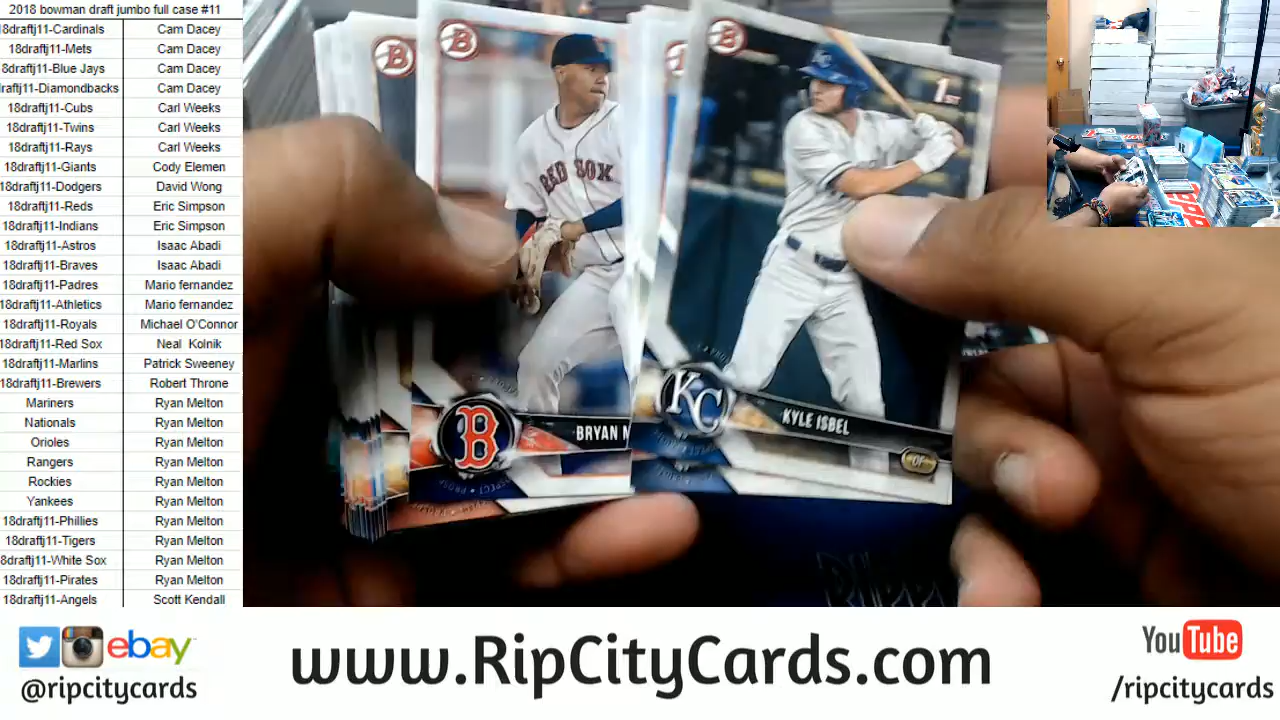 2018 bowman draft jumbo full case #11
18draftj11-Cardinals Cam Dacey
18draftj11-Mets Cam Dacey
8draftj11-Blue Jays Cam Dacey
raftj11-Diamondbacks Cam Dacey
18draftj11-Cubs Carl Weeks
18draftj11-Twins Carl Weeks
18draftj11-Rays Carl Weeks
18draftj11-Giants Cody Elemen
18draftj11-Dodgers David Wong
18draftj11-Reds Eric Simpson
18draftj11-Indians Eric Simpson
18draftj11-Astros Isaac Abadi
18draftj11-Braves Isaac Abadi
18draftj11-Padres Mario fernandez
18draftj11-Athletics Mario fernandez
18draftj11-Royals Michael O'Connor
18draftj11-Red Sox Neal Kolnik
18draftj11-Marlins Patrick Sweeney
18draftj11-Brewers Robert Throne
Mariners Ryan Melton
Nationals Ryan Melton
Orioles Ryan Melton
Rangers Ryan Melton
Rockies Ryan Melton
Yankees Ryan Melton
18draftj11-Phillies Ryan Melton
18draftj11-Tigers Ryan Melton
8draftj11-White Sox Ryan Melton
18draftj11-Pirates Ryan Melton
18draftj11-Angels Scott Kendall
B
B
RED SOX
B
BRYAN M
B
1ST
KC
KYLE ISBEL
OF
ebay
@ripcitycards
www.RipCityCards.com
YouTube
/ripcitycards